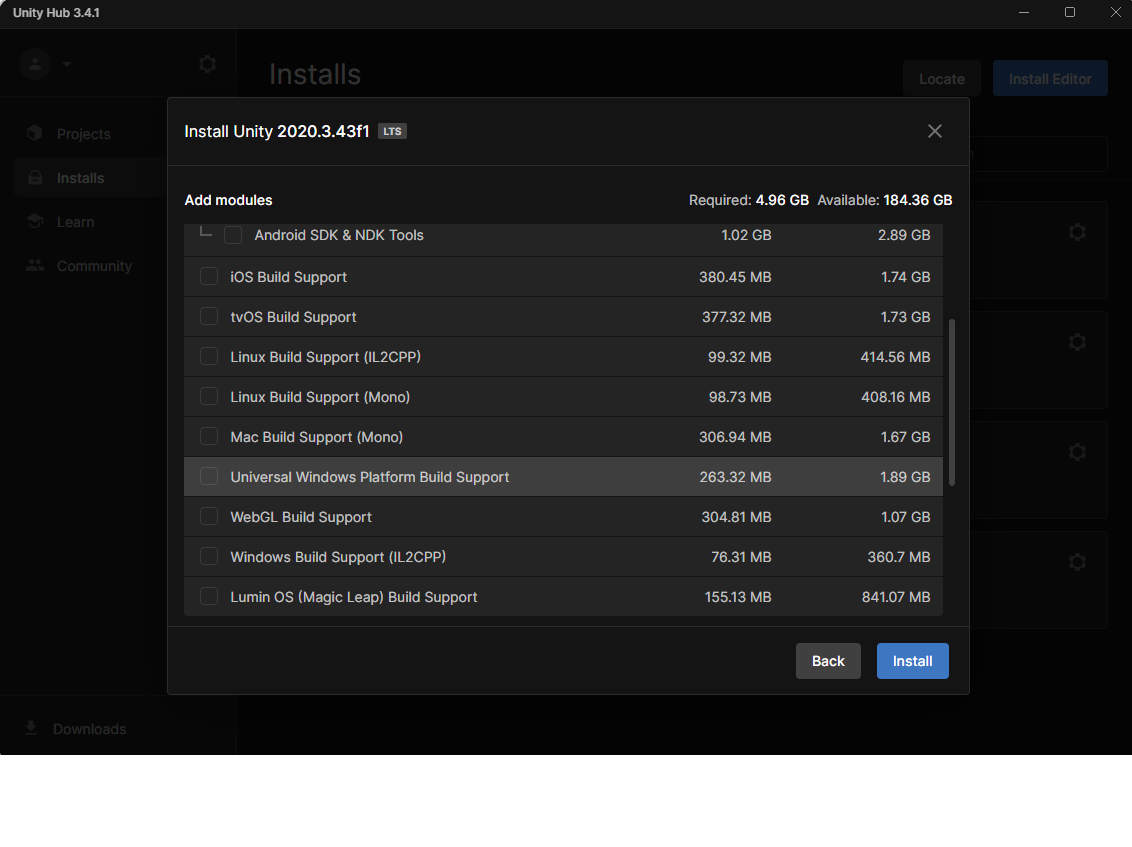 Unity Hub 3.4.1
Installs
Locate
Install Editor
Projects
Installs
Learn
Community
Downloads
Install Unity 2020.3.43f1 LTS
Add modules
Required: 4.96 GB Available: 184.36 GB
Android SDK & NDK Tools 1.02 GB 2.89 GB
iOS Build Support 380.45 MB 1.74 GB
tvOS Build Support 377.32 MB 1.73 GB
Linux Build Support (IL2CPP) 99.32 MB 414.56 MB
Linux Build Support (Mono) 98.73 MB 408.16 MB
Mac Build Support (Mono) 306.94 MB 1.67 GB
Universal Windows Platform Build Support 263.32 MB 1.89 GB
WebGL Build Support 304.81 MB 1.07 GB
Windows Build Support (IL2CPP) 76.31 MB 360.7 MB
Lumin OS (Magic Leap) Build Support 155.13 MB 841.07 MB
Back
Install